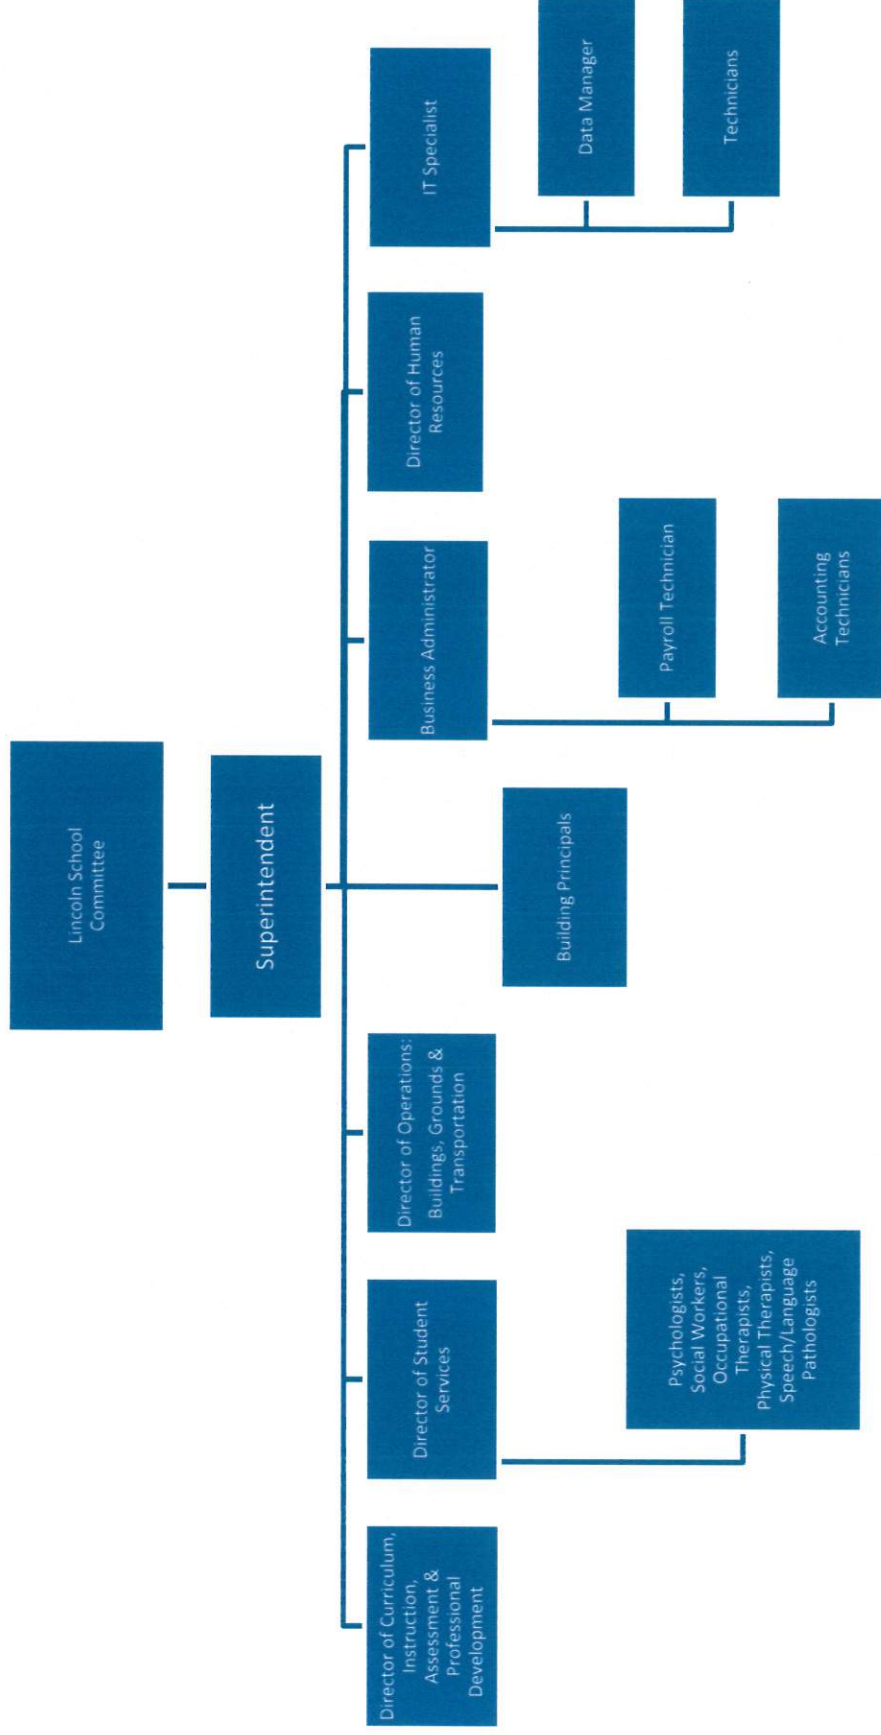 Lincoln School
Committee
Superintendent
Director of Curriculum,
Instruction,
Assessment &
Professional
Development
Director of Student
Services
Director of Operations:
Buildings, Grounds &
Transportation
Building Principals
Business Administrator
Director of Human
Resources
IT Specialist
Psychologists,
Social Workers,
Occupational
Therapists,
Physical Therapists,
Speech/Language
Pathologists
Payroll Technician
Accounting
Technicians
Data Manager
Technicians